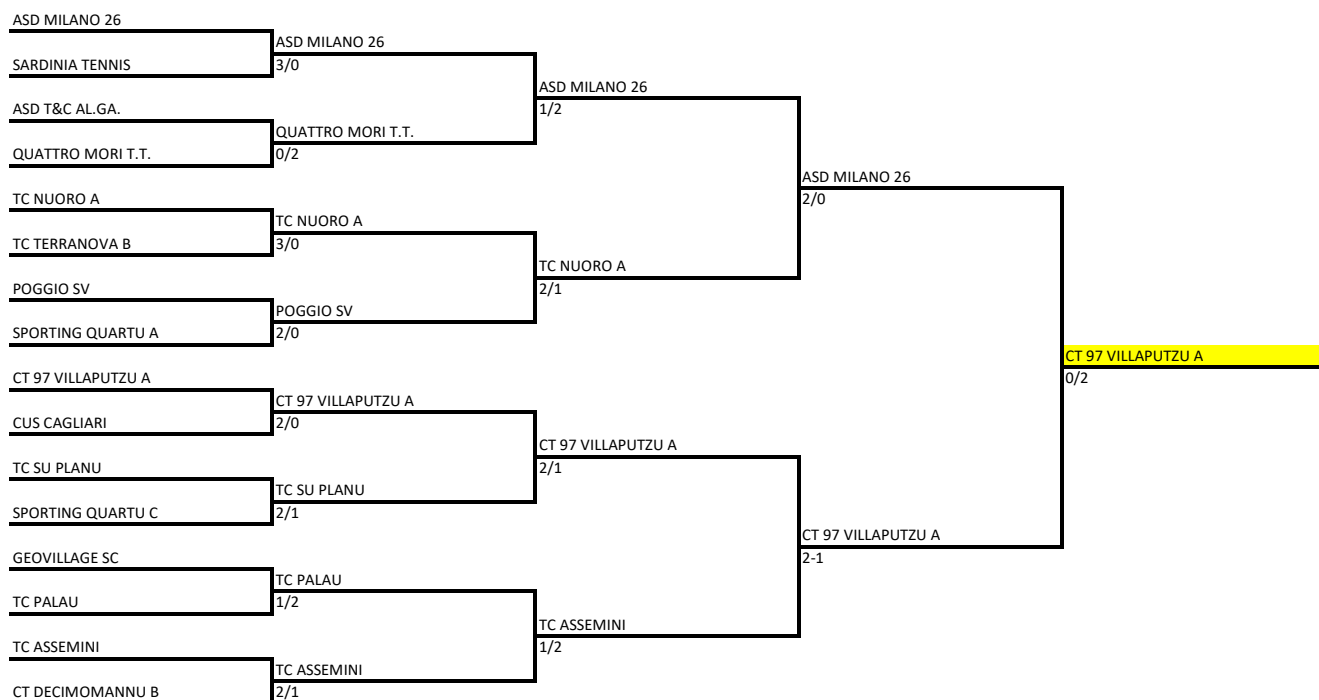 ASD MILANO 26
ASD MILANO 26
SARDINIA TENNIS
3/0
ASD MILANO 26
ASD T&C AL.GA.
1/2
QUATTRO MORI T.T.
QUATTRO MORI T.T.
0/2
ASD MILANO 26
TC NUORO A
2/0
TC NUORO A
TC TERRANOVA B
3/0
TC NUORO A
POGGIO SV
2/1
POGGIO SV
SPORTING QUARTU A
2/0
CT 97 VILLAPUTZU A
CT 97 VILLAPUTZU A
0/2
CT 97 VILLAPUTZU A
CUS CAGLIARI
2/0
CT 97 VILLAPUTZU A
TC SU PLANU
2/1
TC SU PLANU
SPORTING QUARTU C
2/1
CT 97 VILLAPUTZU A
GEOVILLAGE SC
2-1
TC PALAU
TC PALAU
1/2
TC ASSEMINI
TC ASSEMINI
1/2
TC ASSEMINI
CT DECIMOMANNU B
2/1